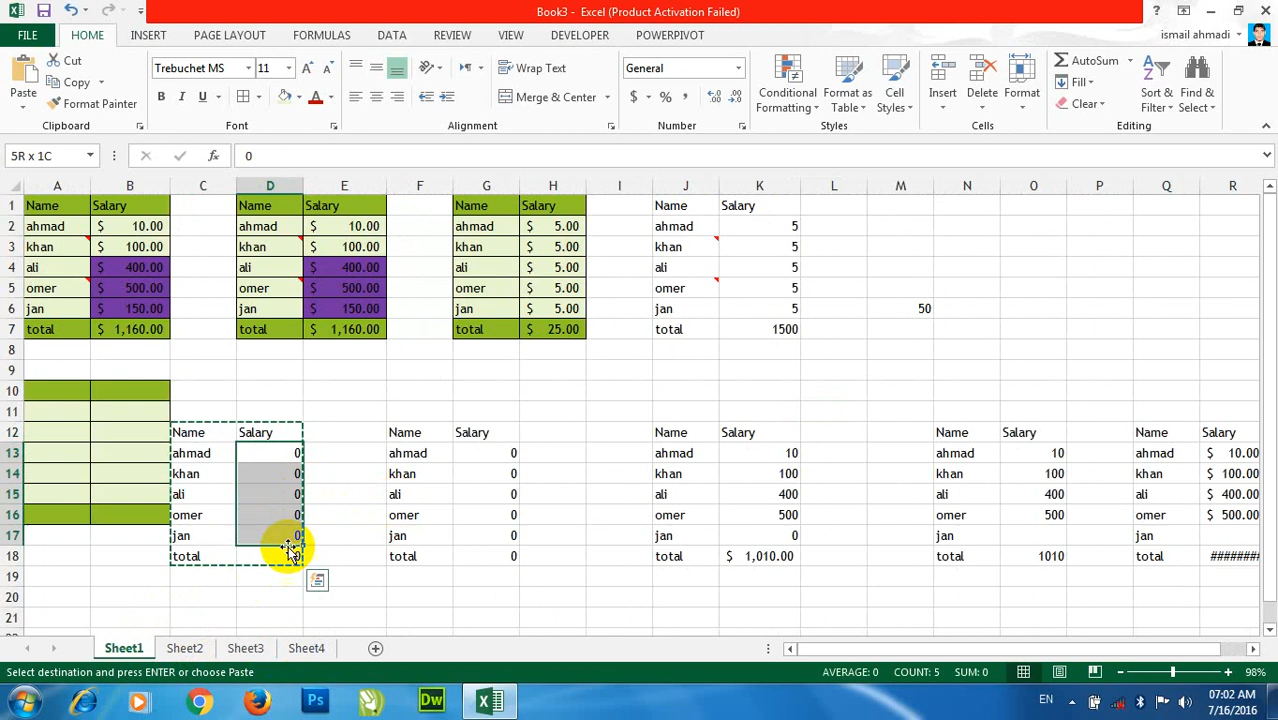 Book3 - Excel (Product Activation Failed)
FILE HOME INSERT PAGE LAYOUT FORMULAS DATA REVIEW VIEW DEVELOPER POWERPIVOT ismail ahmadi
Paste Cut Copy Format Painter
Clipboard
Trebuchet MS 11
B I U A
Font
Wrap Text
Merge & Center
Alignment
General
$ % ,
Number
Conditional Formatting Format as Table Cell Styles
Styles
Insert Delete Format
Cells
AutoSum Fill Clear
Sort & Filter Find & Select
Editing
5R x 1C fx 0
A B C D E F G H I J K L M N O P Q R
1 Name Salary Name Salary Name Salary Name Salary
2 ahmad $ 10.00 ahmad $ 10.00 ahmad $ 5.00 ahmad 5
3 khan $ 100.00 khan $ 100.00 khan $ 5.00 khan 5
4 ali $ 400.00 ali $ 400.00 ali $ 5.00 ali 5
5 omer $ 500.00 omer $ 500.00 omer $ 5.00 omer 5
6 jan $ 150.00 jan $ 150.00 jan $ 5.00 jan 5 50
7 total $ 1,160.00 total $ 1,160.00 total $ 25.00 total 1500
8
9
10
11
12 Name Salary Name Salary Name Salary Name Salary Name Salary
13 ahmad 0 ahmad 0 ahmad 10 ahmad 10 ahmad $ 10.00
14 khan 0 khan 0 khan 100 khan 100 khan $ 100.00
15 ali 0 ali 0 ali 400 ali 400 ali $ 400.00
16 omer 0 omer 0 omer 500 omer 500 omer $ 500.00
17 jan 0 jan 0 jan 0 jan jan
18 total 0 total 0 total $ 1,010.00 total 1010 total ########
19
20
21
Sheet1 Sheet2 Sheet3 Sheet4
Select destination and press ENTER or choose Paste AVERAGE: 0 COUNT: 5 SUM: 0 98%
Ps Dw EN 07:02 AM
7/16/2016